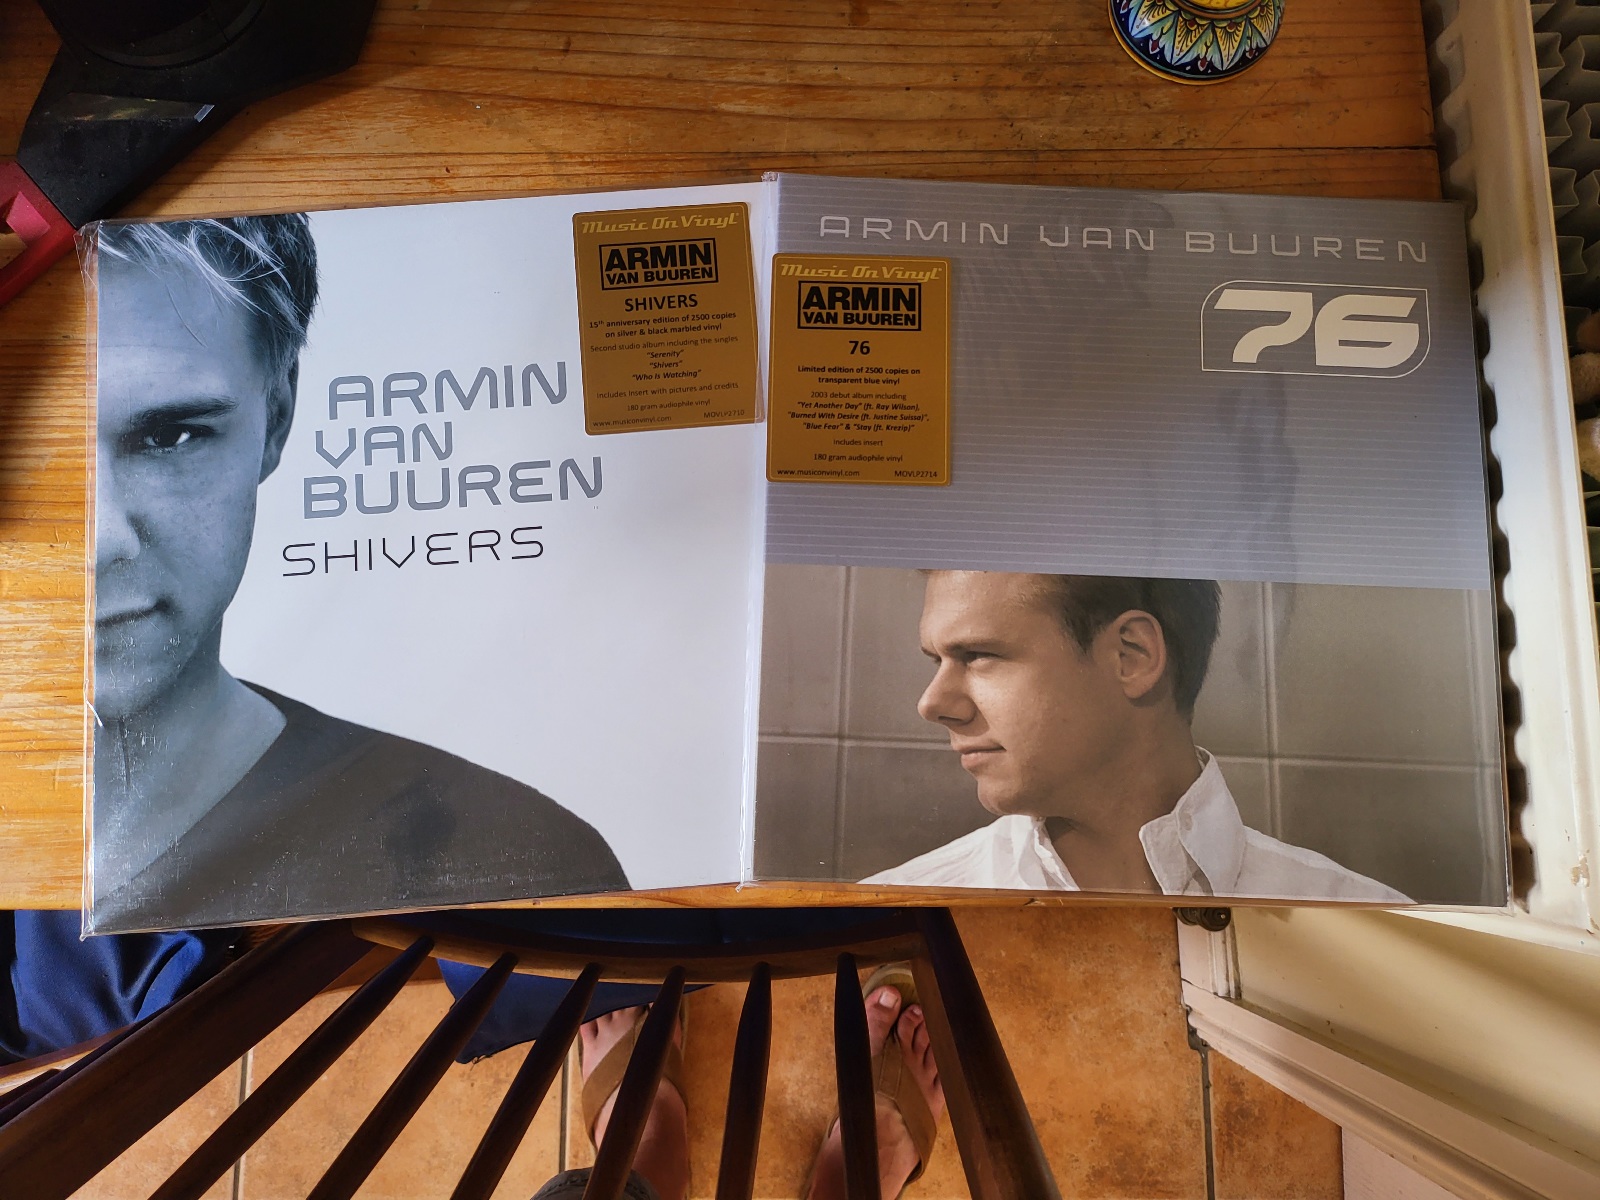 ARMIN
VAN
BUUREN
SHIVERS
Music On Vinyl
ARMIN
VAN BUUREN
SHIVERS
15th anniversary edition of 2500 copies
on silver & black marbled vinyl
Second studio album including the singles
"Serenity"
"Shivers"
"Who Is Watching"
Includes insert with pictures and credits
180 gram audiophile vinyl
www.musiconvinyl.com MOVLP2710
ARMIN VAN BUUREN
76
Music On Vinyl
ARMIN
VAN BUUREN
76
Limited edition of 2500 copies on
transparent blue vinyl
2003 debut album including
"Yet Another Day" (ft. Ray Wilson),
"Burned With Desire (ft. Justine Suissa)",
"Blue Fear" & "Stay (ft. Krezip)"
Includes insert
180 gram audiophile vinyl
www.musiconvinyl.com MOVLP2714